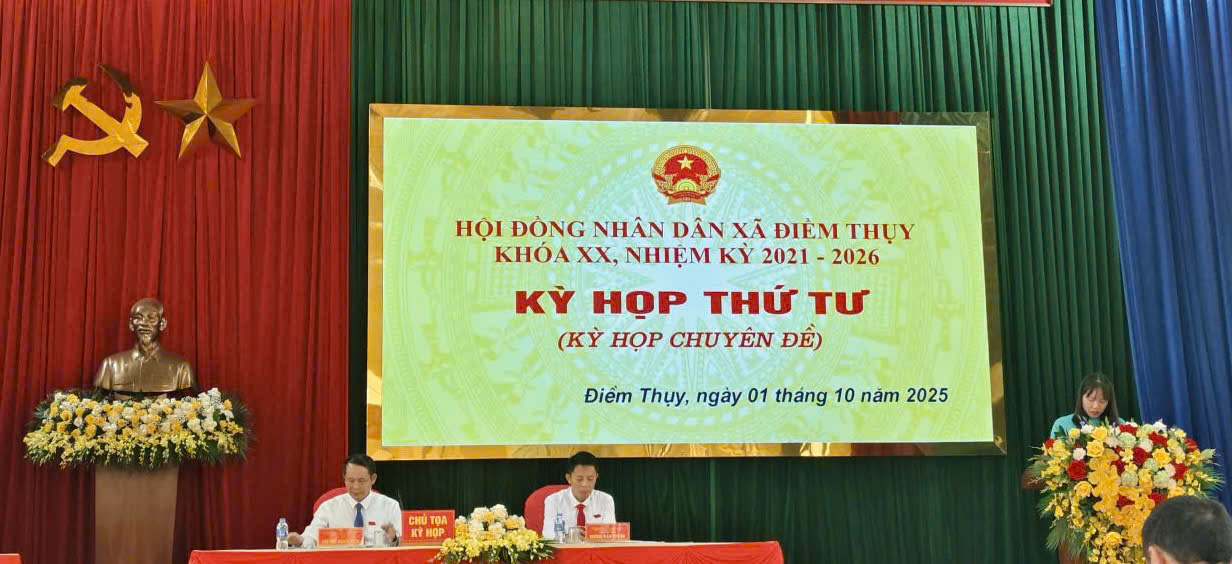 HỘI ĐỒNG NHÂN DÂN XÃ ĐIỀM THỤY
KHÓA XX, NHIỆM KỲ 2021 - 2026
KỲ HỌP THỨ TƯ
(KỲ HỌP CHUYÊN ĐỀ)
Điềm Thụy, ngày 01 tháng 10 năm 2025
CHỦ TỌA
KỲ HỌP